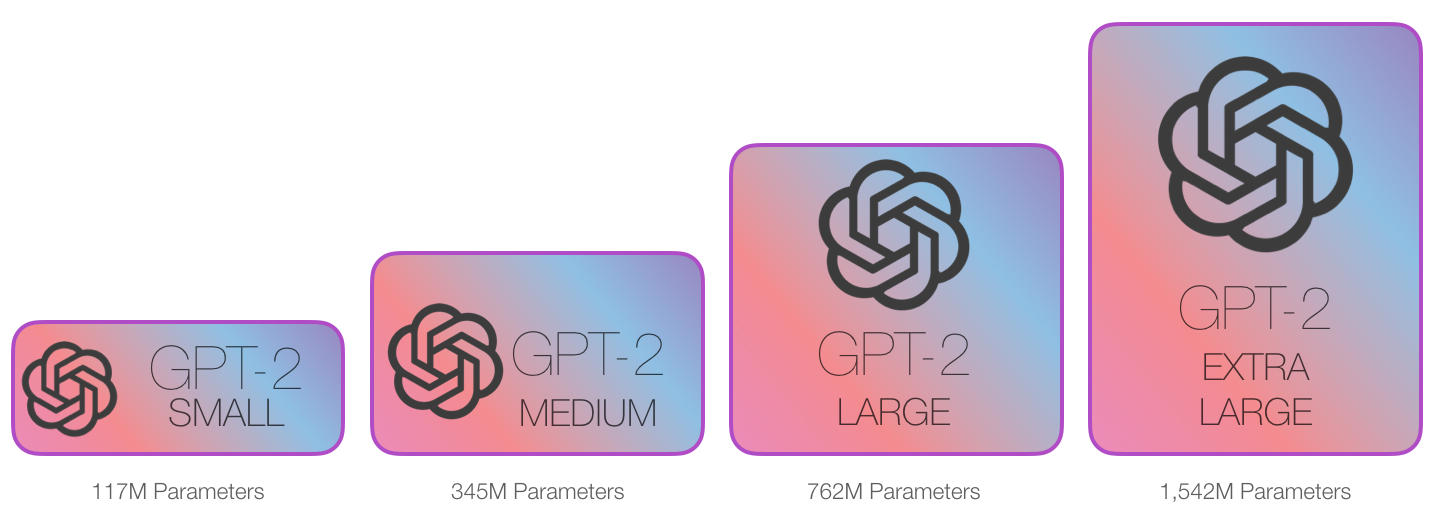 GPT-2
SMALL
117M Parameters
GPT-2
MEDIUM
345M Parameters
GPT-2
LARGE
762M Parameters
GPT-2
EXTRA
LARGE
1,542M Parameters